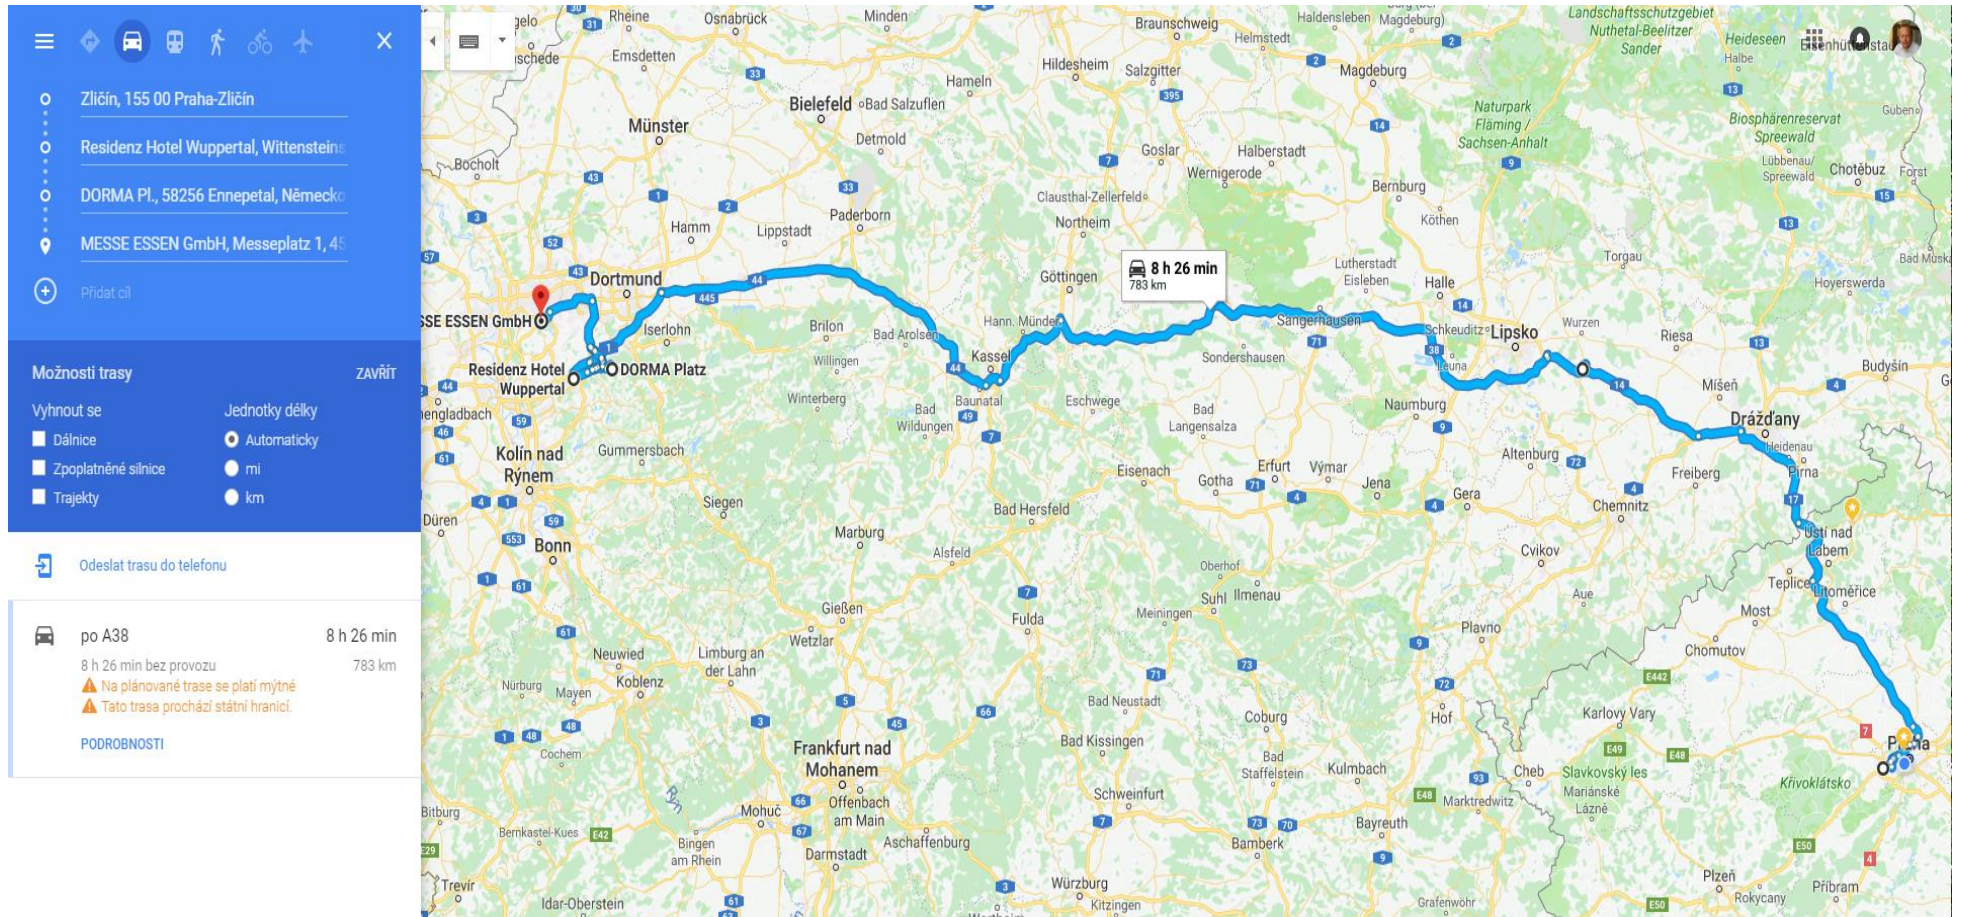 Zličín, 155 00 Praha-Zličín
Residenz Hotel Wuppertal, Wittensteins
DORMA Pl., 58256 Ennepetal, Německo
MESSE ESSEN GmbH, Messeplatz 1, 45
Přidat cíl
Možnosti trasy
ZAVŘÍT
Vyhnout se
Jednotky délky
Dálnice
Automaticky
Zpoplatněné silnice
mi
Trajekty
km
Odeslat trasu do telefonu
po A38
8 h 26 min
8 h 26 min bez provozu
783 km
Na plánované trase se platí mýtné
Tato trasa prochází státní hranicí.
PODROBNOSTI
Rheine
Osnabrück
Minden
Braunschweig
Haldensleben
Magdeburg)
Landschaftsschutzgebiet
Nuthetal-Beelitzer
Sander
Heideseen
Halbe
schede
Emsdetten
Hildesheim
Salzgitter
Helmstedt
Magdeburg
Hameln
Bielefeld
Bad Salzuflen
Naturpark
Fläming /
Sachsen-Anhalt
Biosphärenreservat
Spreewald
Guben
Münster
Detmold
Goslar
Halberstadt
Wernigerode
Bocholt
Lübbenau/
Spreewald
Chotěbuz
Forst
Bernburg
Clausthal-Zellerfeld
Paderborn
Northeim
Köthen
Hamm
Lippstadt
Torgau
Göttingen
Lutherstadt
Eisleben
Halle
Hoyerswerda
Dortmund
8 h 26 min
783 km
SSE ESSEN GmbH
Iserlohn
Brilon
Bad Arolsen
Hann. Münden
Sangerhausen
Schkeuditz
Lipsko
Wurzen
Riesa
Residenz Hotel
Wuppertal
DORMA Platz
Willingen
Kassel
Sondershausen
Leuna
Míšeň
Budyšín
Winterberg
Baunatal
Eschwege
Bad
Wildungen
Bad
Langensalza
Naumburg
Drážďany
Heidenau
Pirna
engladbach
Kolín nad
Rýnem
Gummersbach
Eisenach
Gotha
Erfurt
Výmar
Jena
Gera
Altenburg
Freiberg
Chemnitz
Siegen
Bad Hersfeld
Düren
Bonn
Marburg
Alsfeld
Cvikov
Ústí nad
Labem
Oberhof
Suhl
Ilmenau
Aue
Teplice
Litoměřice
Most
Gießen
Wetzlar
Fulda
Meiningen
Plavno
Chomutov
Neuwied
Koblenz
Limburg an
der Lahn
Nürburg
Mayen
Bad Neustadt
Coburg
Hof
Karlovy Vary
Praha
Cochem
Frankfurt nad
Mohanem
Bad Kissingen
Bad
Staffelstein
Kulmbach
Cheb
Slavkovský les
Mariánské
Lázně
Křivoklátsko
Rýn
Mohuč
Offenbach
am Main
Schweinfurt
Marktredwitz
Bitburg
Bernkastel-Kues
Bingen
am Rhein
Darmstadt
Aschaffenburg
Bamberk
Bayreuth
Trevír
Idar-Oberstein
Würzburg
Kitzingen
Grafenwöhr
Plzeň
Rokycany
Příbram